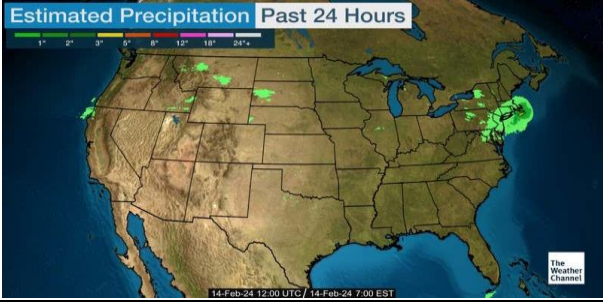 Estimated Precipitation Past 24 Hours
1" 2" 3" 5" 8" 12" 18" 24"+
The
Weather
Channel
14-Feb-24 12:00 UTC / 14-Feb-24 7:00 EST